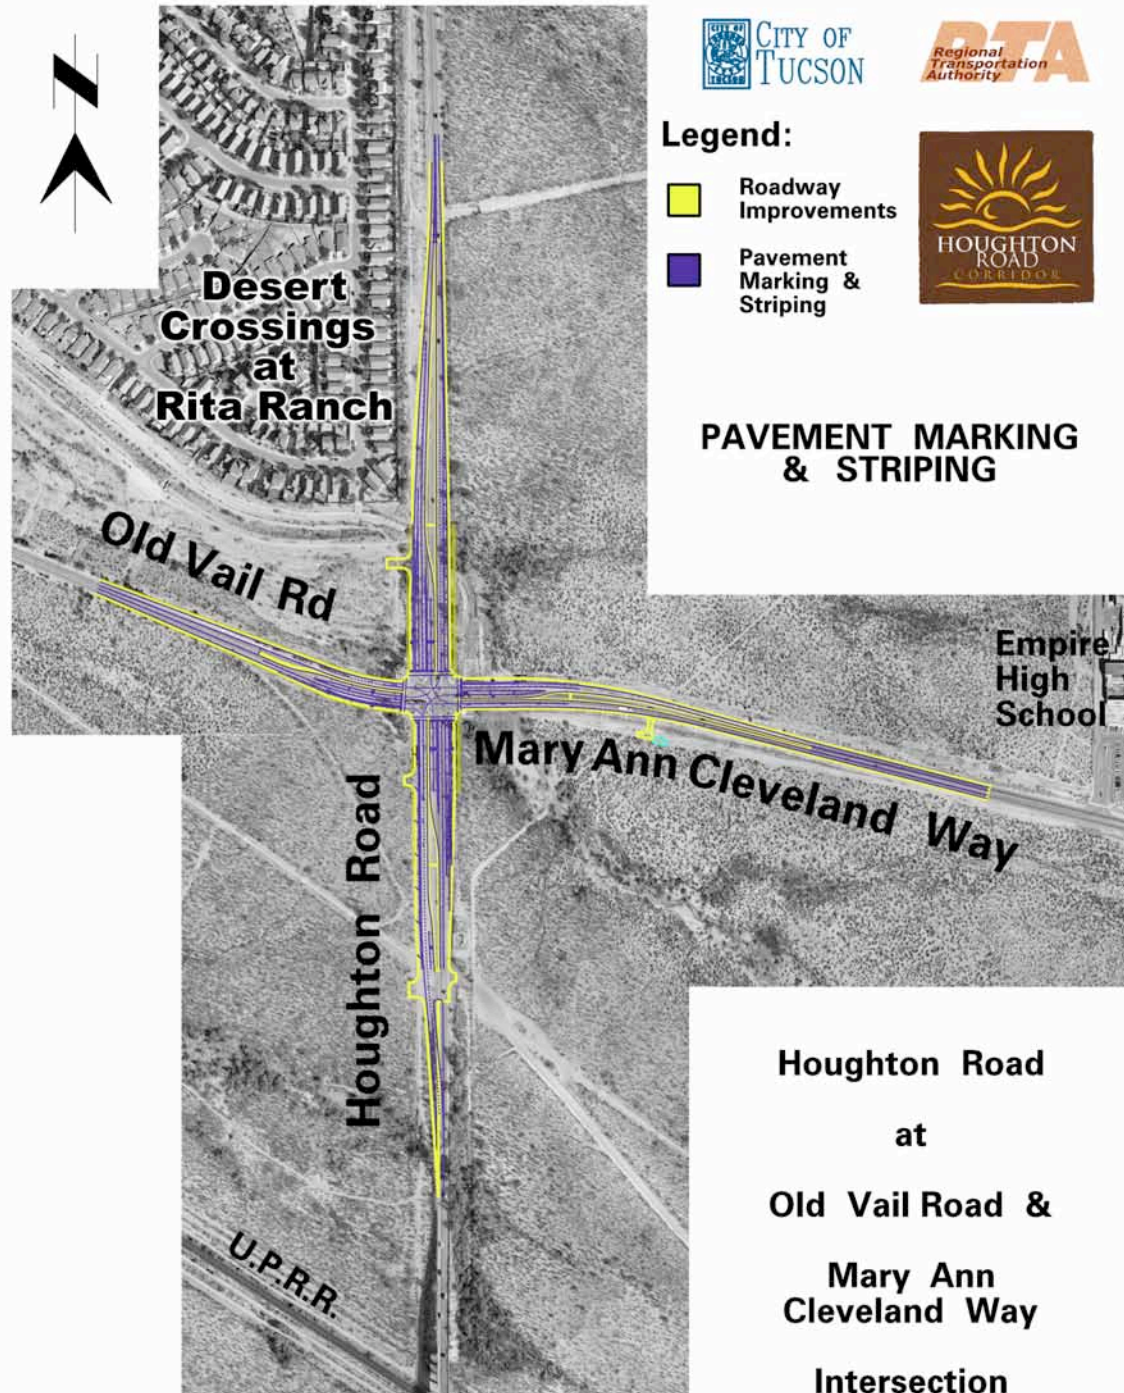 N
CITY OF
TUCSON
RTA
Regional
Transportation
Authority
Legend:
Roadway
Improvements
Pavement
Marking &
Striping
HOUGHTON
ROAD
CORRIDOR
PAVEMENT MARKING
& STRIPING
Desert
Crossings
at
Rita Ranch
Old Vail Rd
Empire
High
School
Mary Ann Cleveland Way
Houghton Road
U.P.R.R.
Houghton Road
at
Old Vail Road &
Mary Ann
Cleveland Way
Intersection